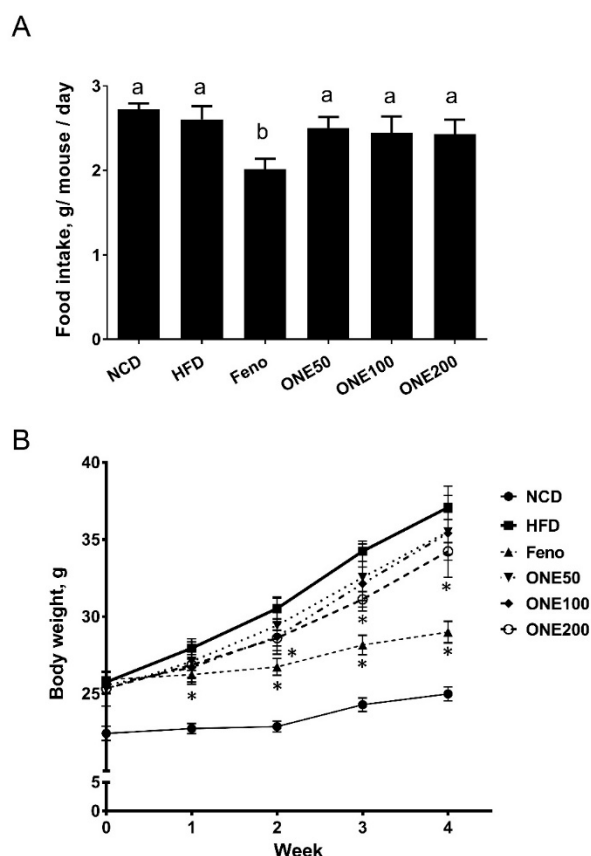 A
Food intake, g/ mouse / day
3
2
1
0
a
a
b
a
a
a
NCD
HFD
Feno
ONE50
ONE100
ONE200
B
Body weight, g
40
35
30
25
5
0
*
*
*
*
*
*
*
0
1
2
3
4
Week
NCD
HFD
Feno
ONE50
ONE100
ONE200